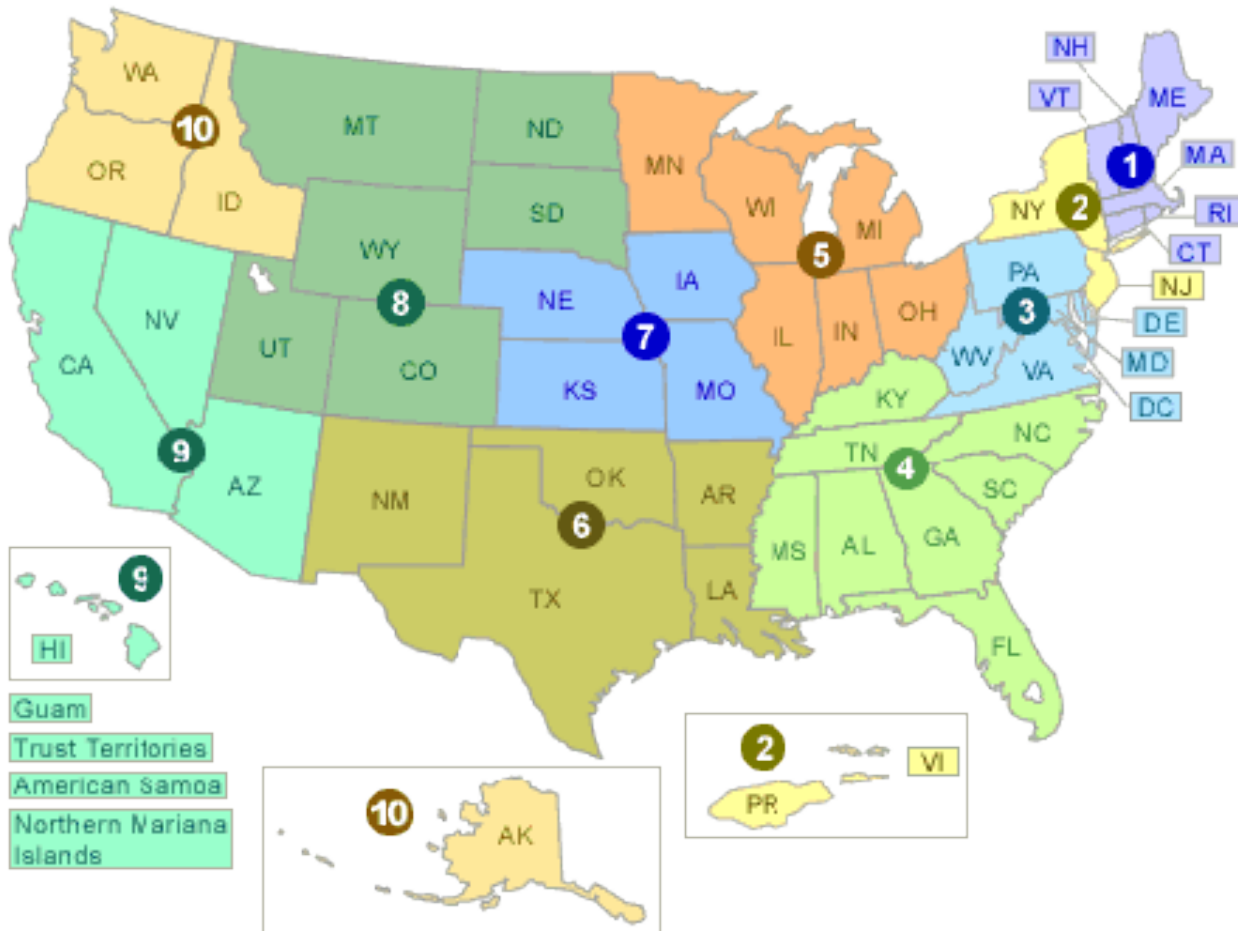 NH
WA
VT
ME
MT
ND
10
MN
1
MA
OR
WI
ID
SD
NY
2
RI
MI
WY
5
CT
PA
IA
NJ
8
NE
3
DE
NV
7
OH
UT
IL
IN
WV
MD
CA
CO
VA
KS
MO
KY
DC
NC
9
TN
4
AZ
OK
SC
NM
AR
6
GA
MS
AL
9
TX
LA
HI
FL
Guam
Trust Territories
2
VI
American Samoa
PR
10
Northern Mariana
Islands
AK